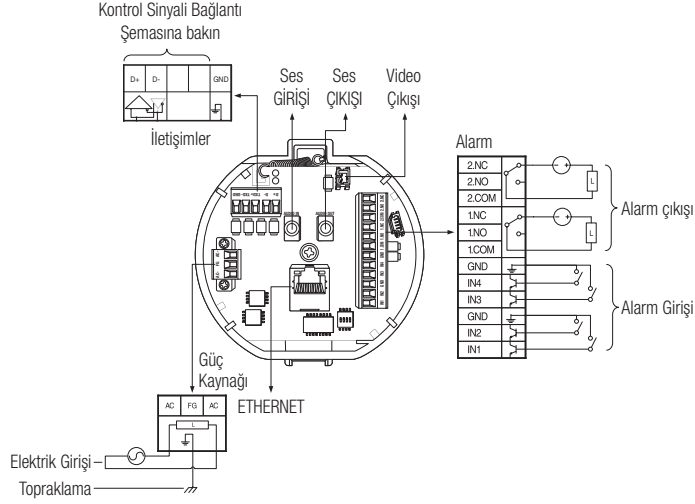 Kontrol Sinyali Bağlantı
Şemasına bakın
D+ D- GND
İletişimler
Ses
GİRİŞİ
Ses
ÇIKIŞI
Video
Çıkışı
Alarm
2.NC
2.NO
2.COM
1.NC
1.NO
1.COM
GND
IN4
IN3
GND
IN2
IN1
L
L
Alarm çıkışı
Alarm Girişi
Güç
Kaynağı
ETHERNET
AC FG AC
L
Elektrik Girişi
Topraklama